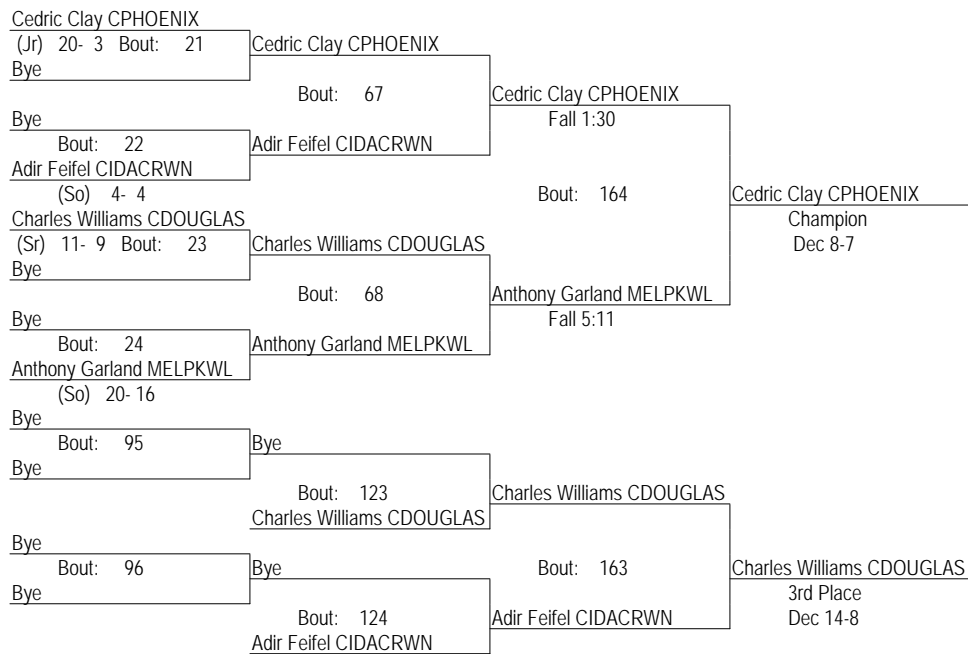 Cedric Clay CPHOENIX
(Jr) 20- 3 Bout: 21
Cedric Clay CPHOENIX
Bye
Bout: 67
Cedric Clay CPHOENIX
Bye
Fall 1:30
Bout: 22
Adir Feifel CIDACRWN
Adir Feifel CIDACRWN
(So) 4- 4
Bout: 164
Cedric Clay CPHOENIX
Charles Williams CDOUGLAS
Champion
(Sr) 11- 9 Bout: 23
Charles Williams CDOUGLAS
Dec 8-7
Bye
Bout: 68
Anthony Garland MELPKWL
Bye
Fall 5:11
Bout: 24
Anthony Garland MELPKWL
Anthony Garland MELPKWL
(So) 20- 16
Bye
Bout: 95
Bye
Bye
Bout: 123
Charles Williams CDOUGLAS
Charles Williams CDOUGLAS
Bye
Bout: 96
Bye
Bout: 163
Charles Williams CDOUGLAS
Bye
3rd Place
Bout: 124
Adir Feifel CIDACRWN
Dec 14-8
Adir Feifel CIDACRWN